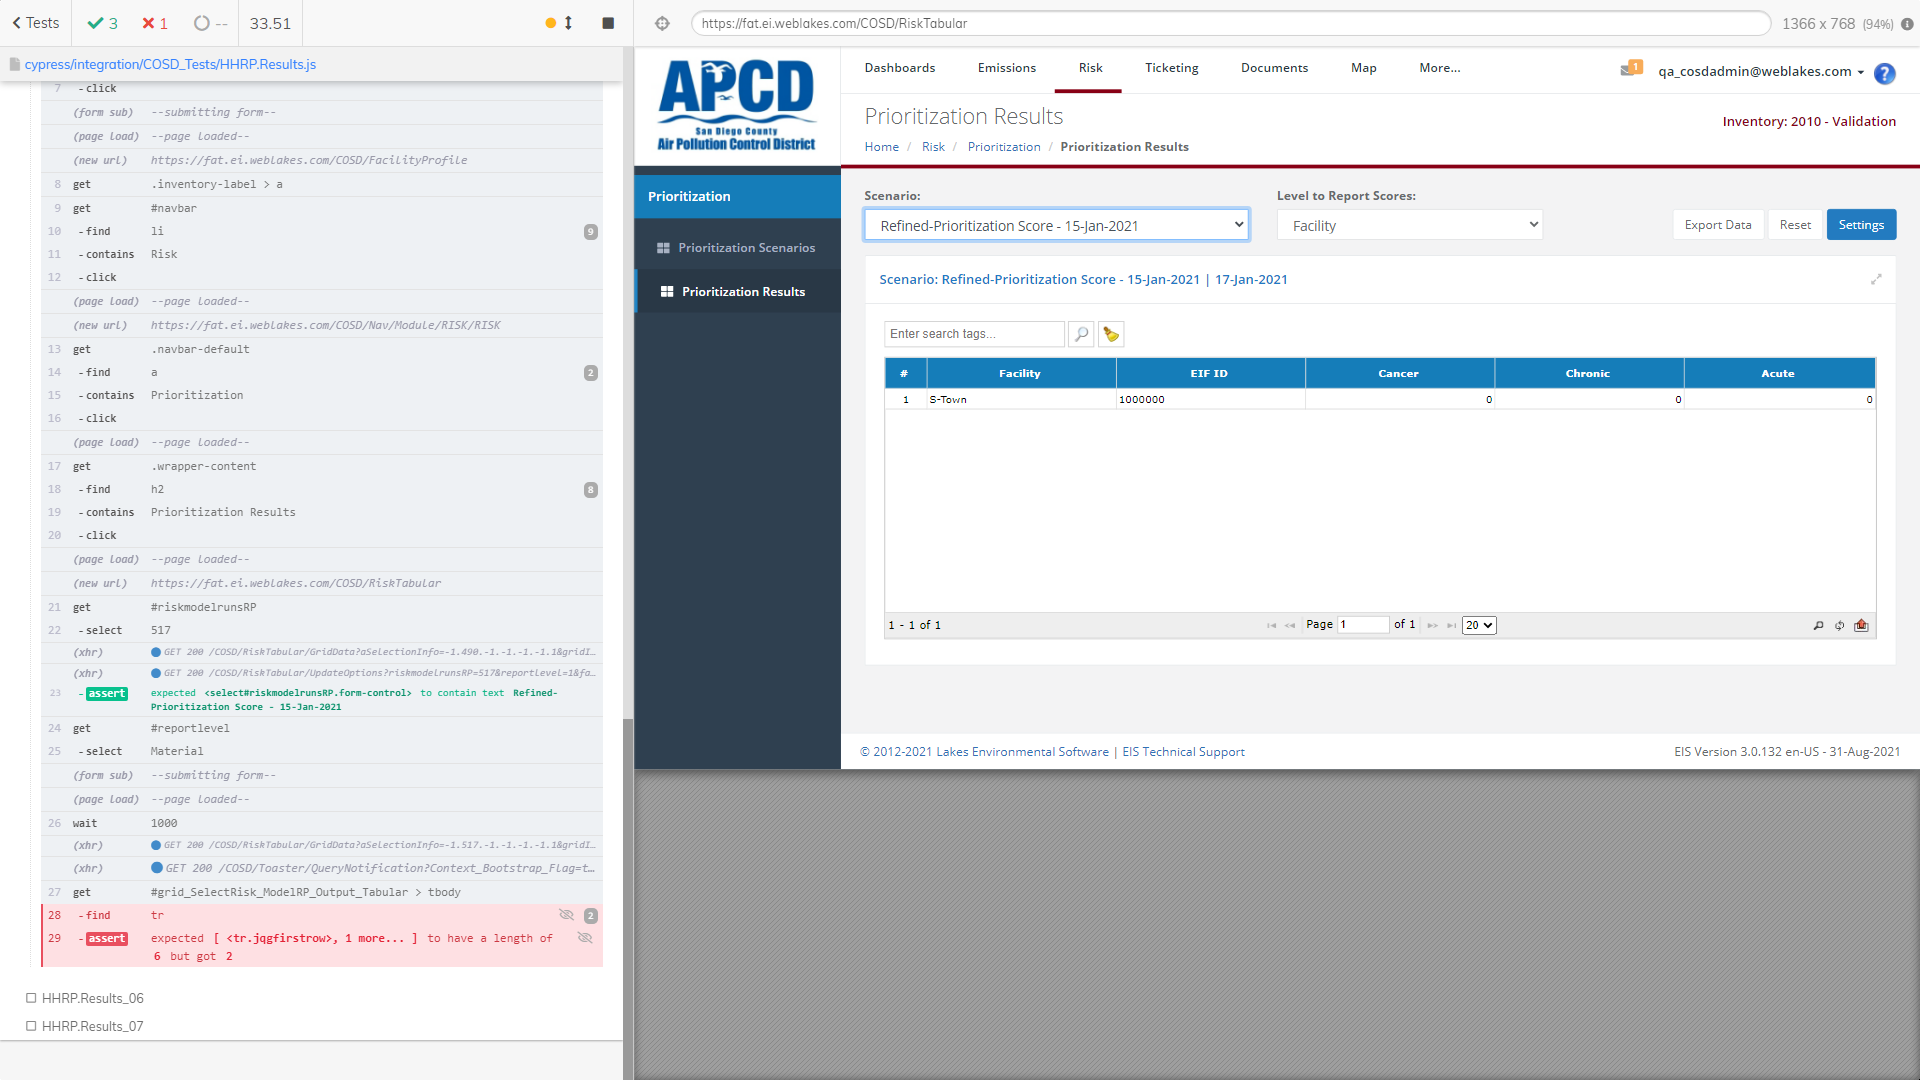 Tests
3
1
--
33.51
cypress/integration/COSD_Tests/HHRP.Results.js
7 -click
(form sub) --submitting form--
(page load) --page loaded--
(new url) https://fat.ei.weblakes.com/COSD/FacilityProfile
8 get .inventory-label > a
9 get #navbar
10 -find li 9
11 -contains Risk
12 -click
(page load) --page loaded--
(new url) https://fat.ei.weblakes.com/COSD/Nav/Module/RISK/RISK
13 get .navbar-default
14 -find a 2
15 -contains Prioritization
16 -click
(page load) --page loaded--
17 get .wrapper-content
18 -find h2 8
19 -contains Prioritization Results
20 -click
(page load) --page loaded--
(new url) https://fat.ei.weblakes.com/COSD/RiskTabular
21 get #riskmodelrunsRP
22 -select 517
(xhr) GET 200 /COSD/RiskTabular/GridData?aSelectionInfo=-1.490.-1.-1.-1.-1.1&gridI...
(xhr) GET 200 /COSD/RiskTabular/UpdateOptions?riskmodelrunsRP=517&reportlevel=1&fa...
23 -assert expected <select#riskmodelrunsRP.form-control> to contain text Refined-
Prioritization Score - 15-Jan-2021
24 get #reportlevel
25 -select Material
(form sub) --submitting form--
(page load) --page loaded--
26 wait 1000
(xhr) GET 200 /COSD/RiskTabular/GridData?aSelectionInfo=-1.517.-1.-1.-1.-1.1&gridI...
(xhr) GET 200 /COSD/Toaster/QueryNotification?Context_Bootstrap_Flag=t...
27 get #grid_SelectRisk_ModelRP_Output_Tabular > tbody
28 -find tr 2
29 -assert expected [ <tr.jqgfirstrow>, 1 more... ] to have a length of
6 but got 2
HHRP.Results_06
HHRP.Results_07
https://fat.ei.weblakes.com/COSD/RiskTabular
1366 x 768 (94%)
APCD
San Diego County
Air Pollution Control District
Dashboards Emissions Risk Ticketing Documents Map More...
1 qa_cosdadmin@weblakes.com ?
Prioritization Results
Inventory: 2010 - Validation
Home / Risk / Prioritization / Prioritization Results
Prioritization
Prioritization Scenarios
Prioritization Results
Scenario: Level to Report Scores:
Refined-Prioritization Score - 15-Jan-2021 Facility Export Data Reset Settings
Scenario: Refined-Prioritization Score - 15-Jan-2021 | 17-Jan-2021
Enter search tags...
# Facility EIF ID Cancer Chronic Acute
1 S-Town 1000000 0 0 0
1 - 1 of 1 Page 1 of 1 20
© 2012-2021 Lakes Environmental Software | EIS Technical Support
EIS Version 3.0.132 en-US - 31-Aug-2021